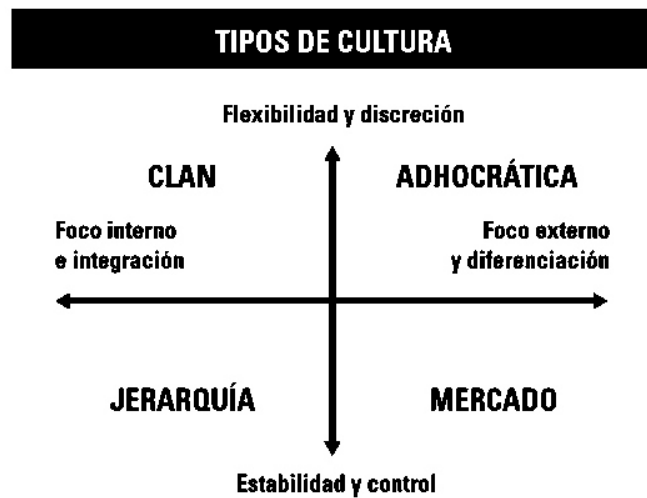 TIPOS DE CULTURA
Flexibilidad y discreción
CLAN
ADHOCRÁTICA
Foco interno
e integración
Foco externo
y diferenciación
JERARQUÍA
MERCADO
Estabilidad y control